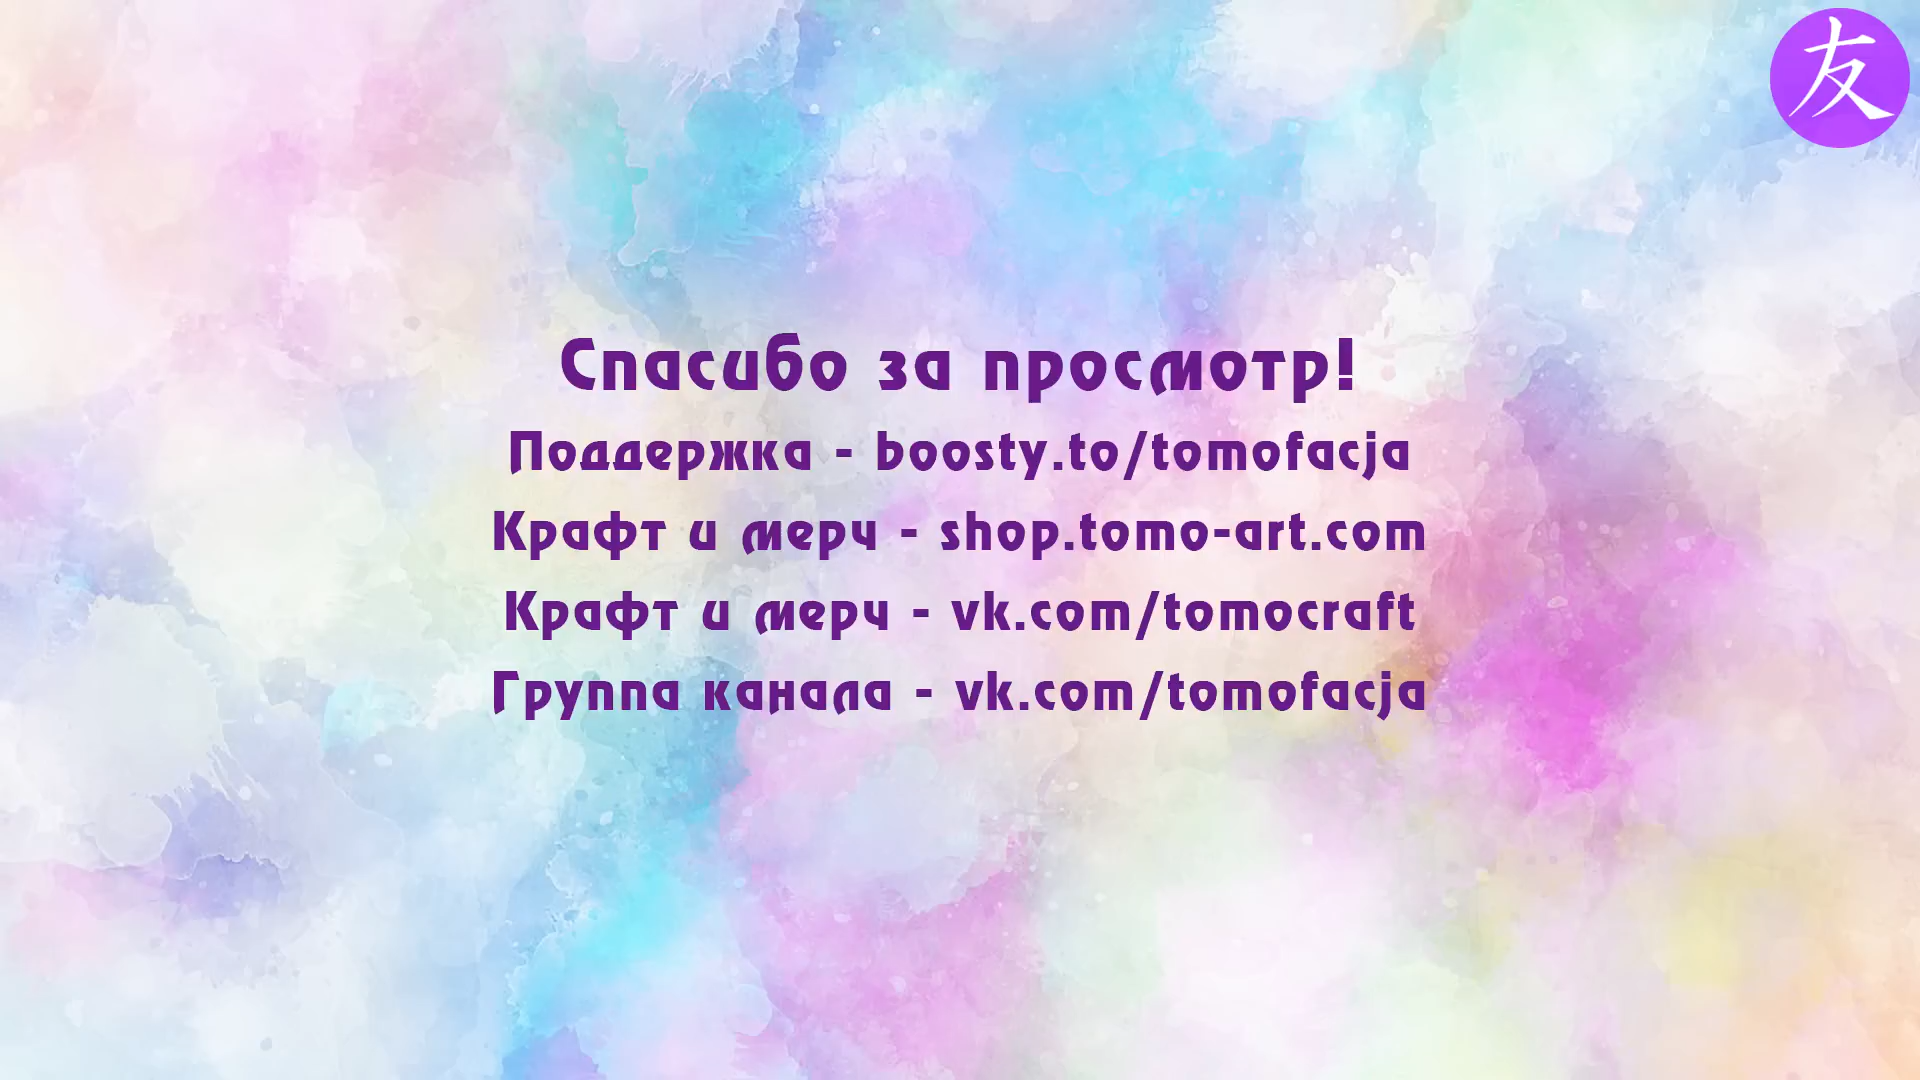 友
Спасибо за просмотр!
Поддержка - boosty.to/tomofacja
Крафт и мерч - shop.tomo-art.com
Крафт и мерч - vk.com/tomocraft
Группа канала - vk.com/tomofacja